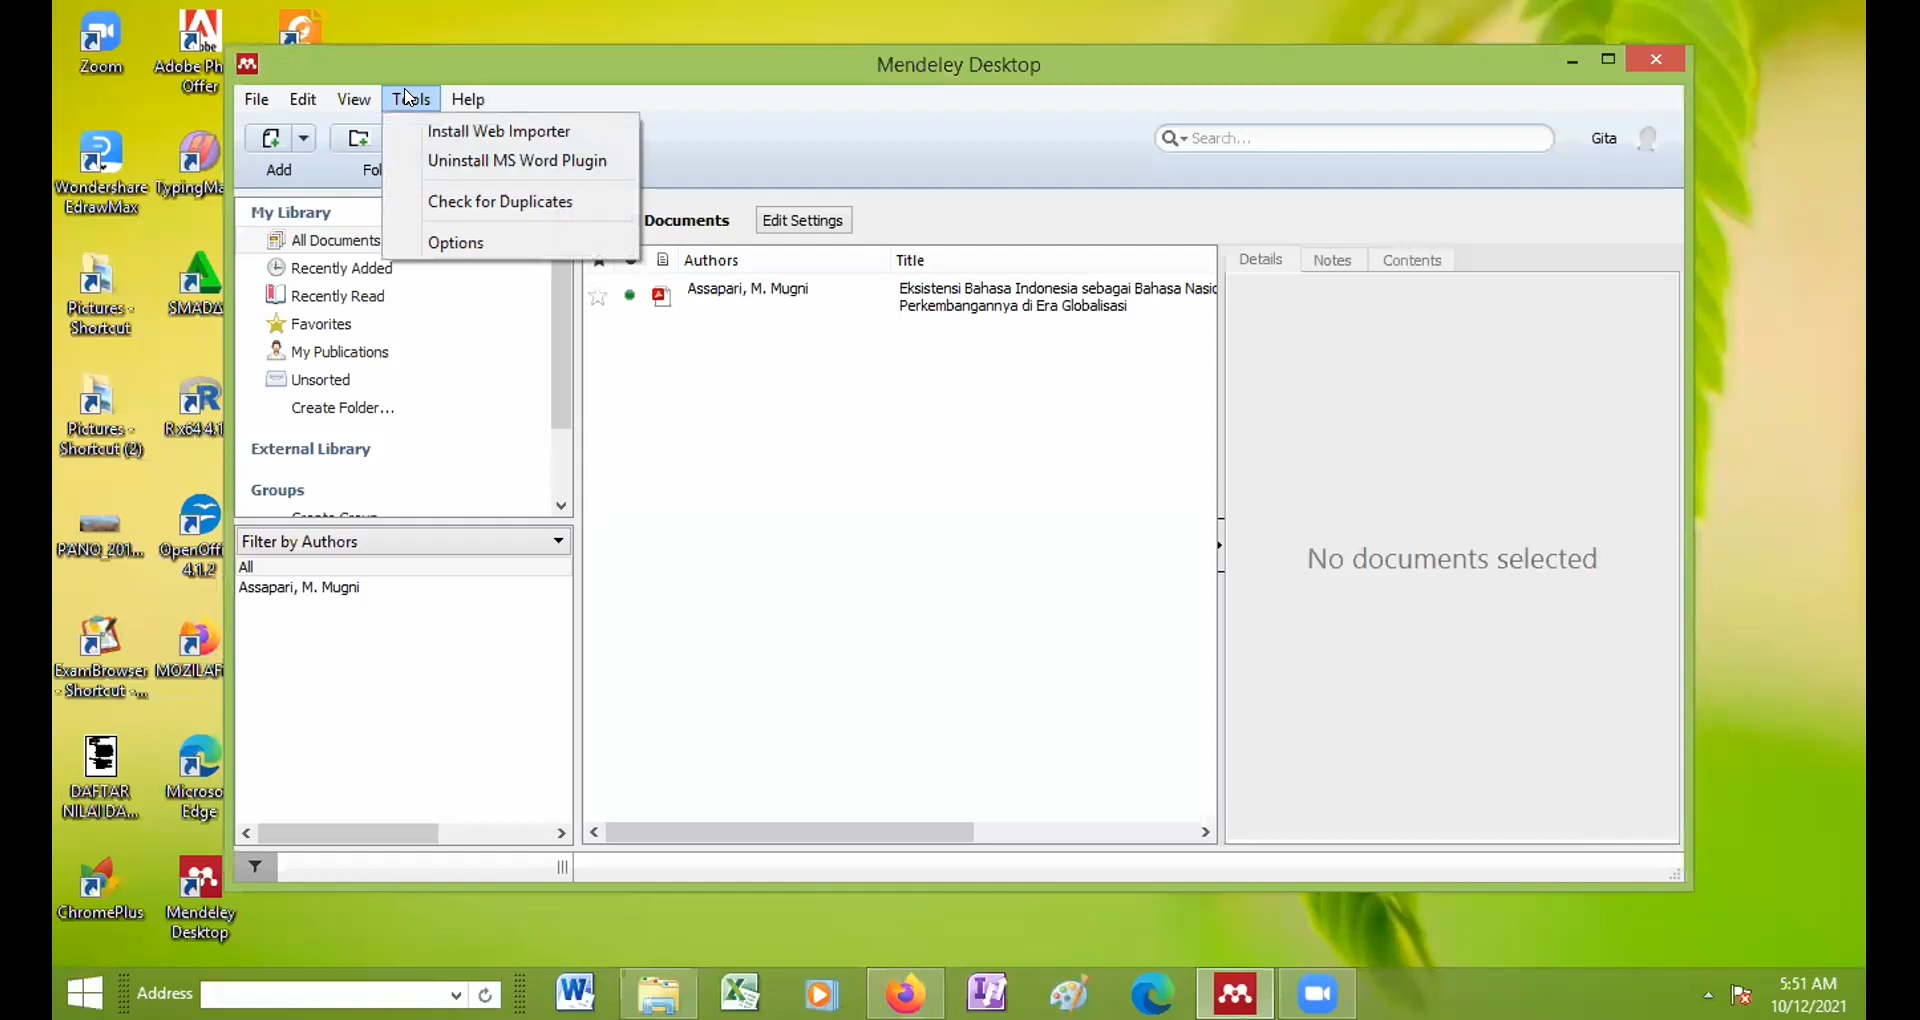 Zoom
Adobe Ph
Offer
Wondershare
EdrawMax
TypingMa
Pictures -
Shortcut
Pictures -
Shortcut (2)
Rx64 4.1
PANO_201...
OpenOffi
4.1.2
ExamBrowser
- Shortcut -...
DAFTAR
NILAI DA...
Microso
Edge
ChromePlus
Mendeley
Desktop
Mendeley Desktop
File Edit View Tools Help
Install Web Importer
Uninstall MS Word Plugin
Check for Duplicates
Options
Add
Fol
Search...
Gita
My Library
All Documents
Recently Added
Recently Read
Favorites
My Publications
Unsorted
Create Folder...
External Library
Groups
Create Group
Filter by Authors
All
Assapari, M. Mugni
Documents
Edit Settings
Authors Title
Assapari, M. Mugni
Eksistensi Bahasa Indonesia sebagai Bahasa Nasio
Perkembangannya di Era Globalisasi
Details Notes Contents
No documents selected
Address
5:51 AM
10/12/2021